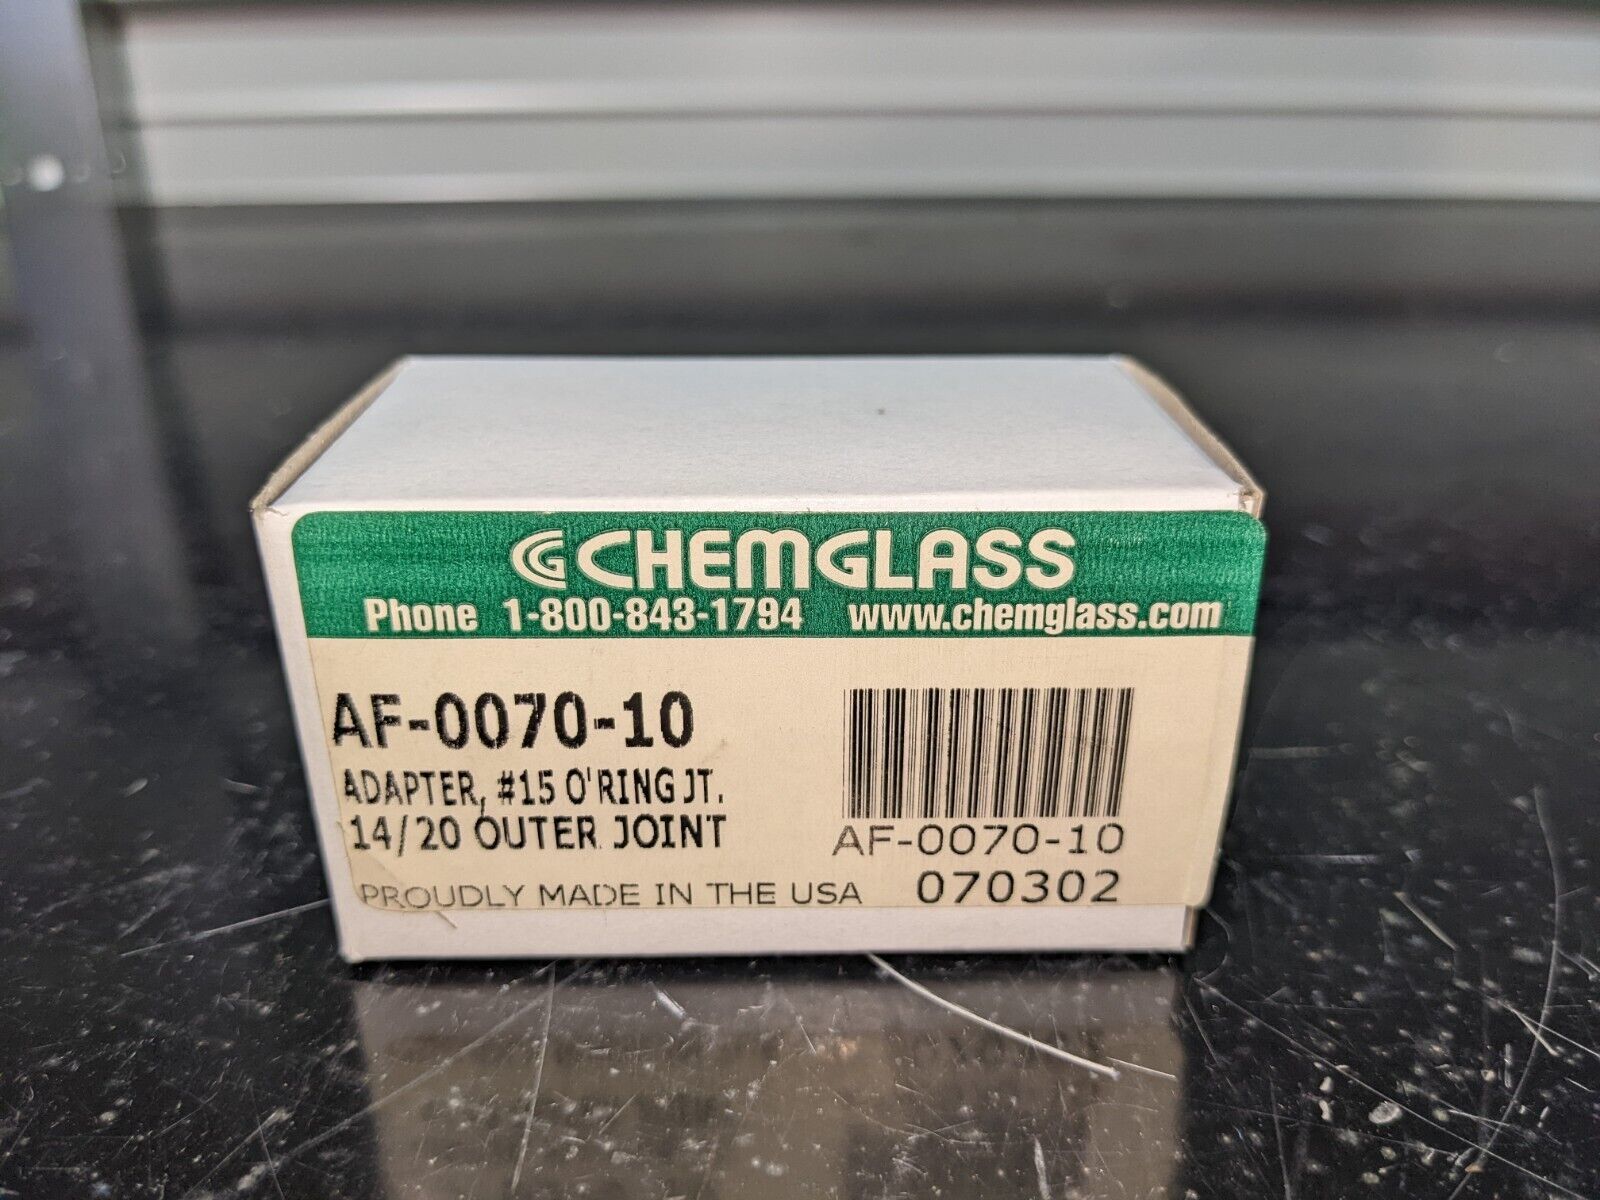 CHEMGLASS
Phone 1-800-843-1794 www.chemglass.com
AF-0070-10
ADAPTER, #15 O'RING JT.
14/20 OUTER JOINT
PROUDLY MADE IN THE USA
AF-0070-10
070302